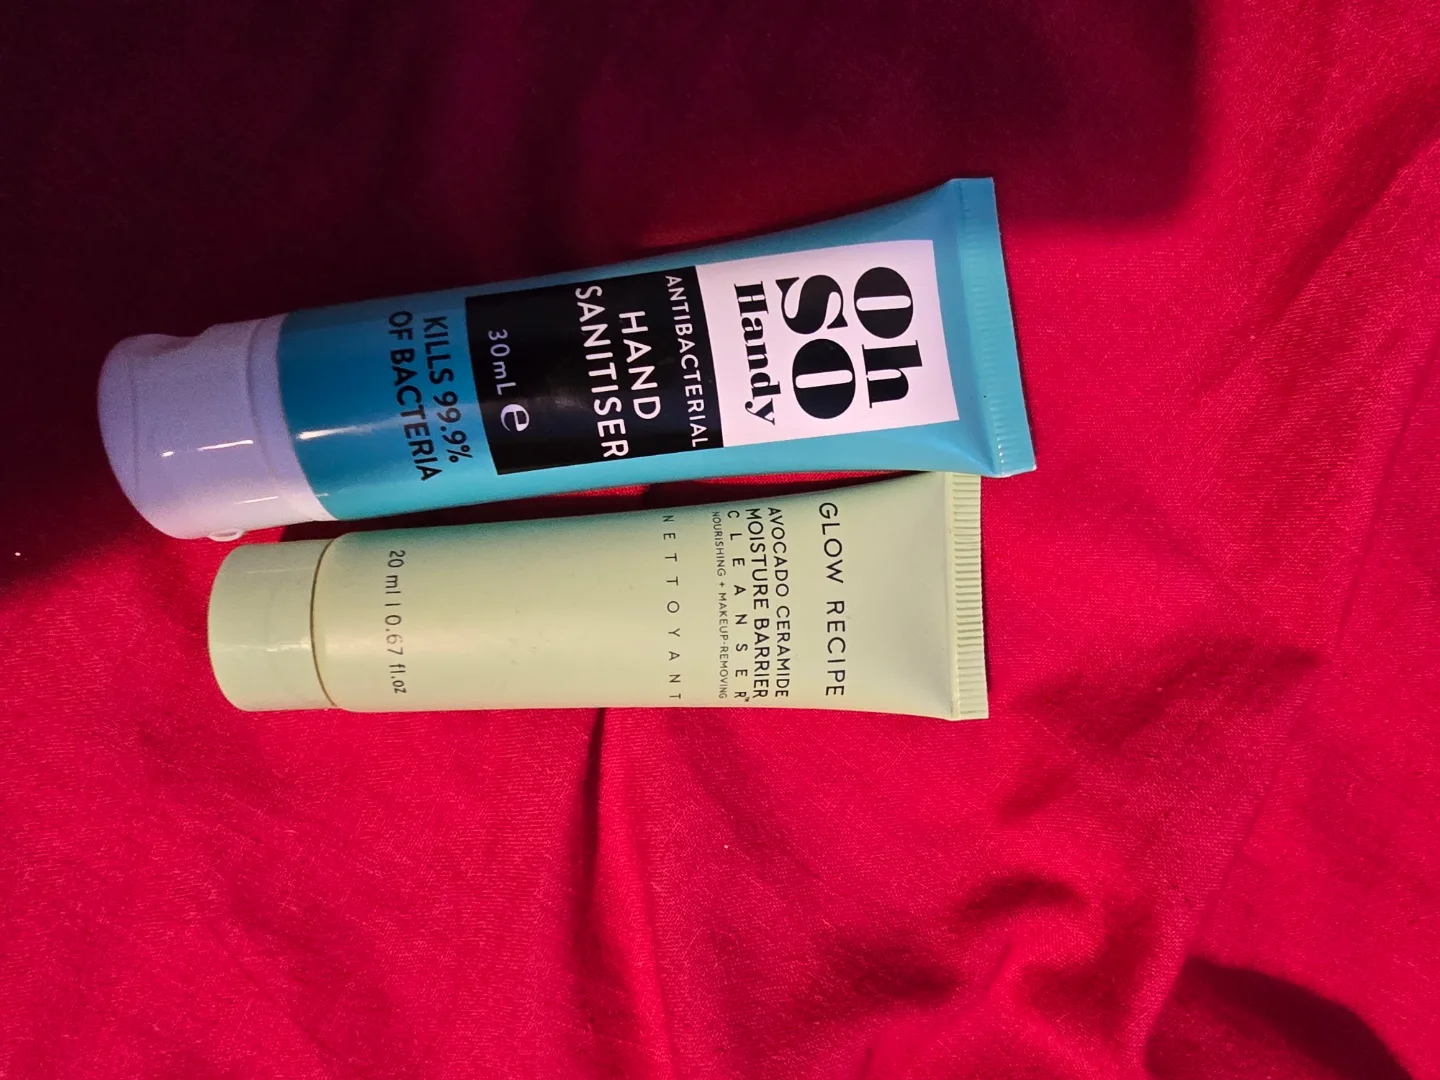 Oh
SO
Handy
ANTIBACTERIAL
HAND
SANITISER
30mL e
KILLS 99.9%
OF BACTERIA
GLOW RECIPE
AVOCADO CERAMIDE
MOISTURE BARRIER
CLEANSER™
NOURISHING + MAKEUP-REMOVING
NETTOYANT
20 ml | 0.67 fl.oz